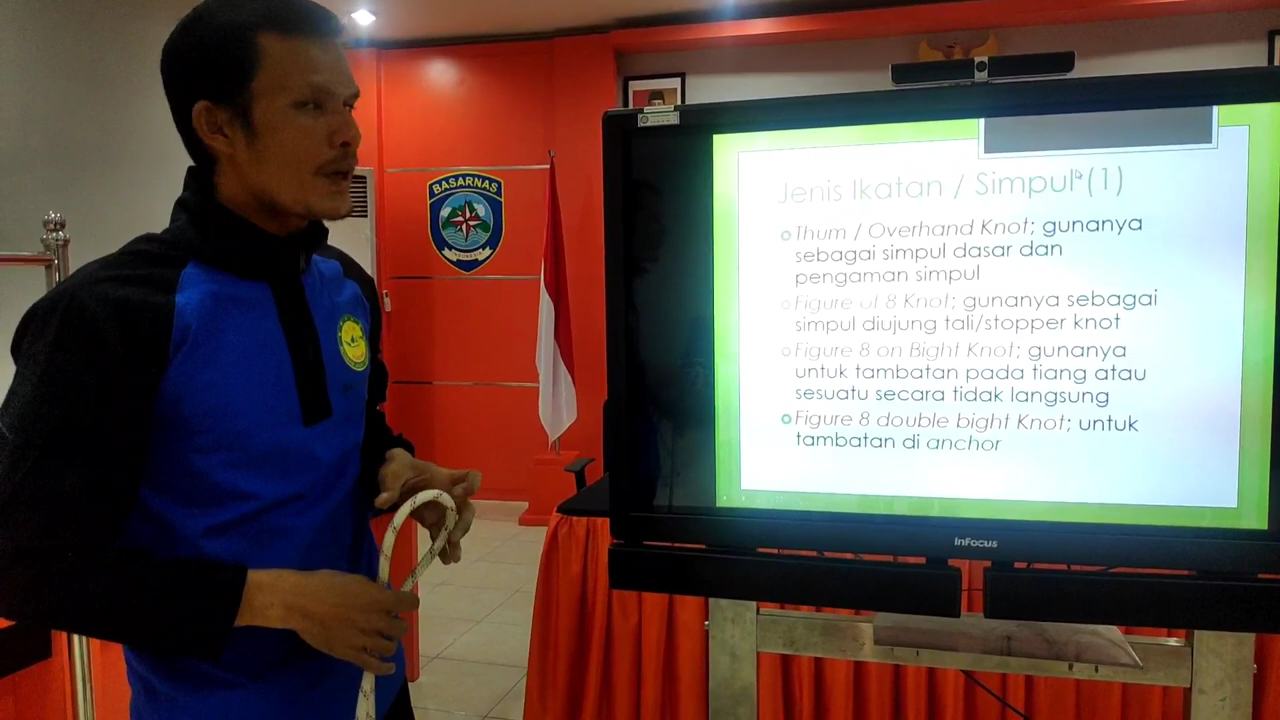 BASARNAS
INDONESIA
Jenis Ikatan / Simpul (1)
Thum / Overhand Knot; gunanya
sebagai simpul dasar dan
pengaman simpul
Figure of 8 Knot; gunanya sebagai
simpul diujung tali/stopper knot
Figure 8 on Bight Knot; gunanya
untuk tambatan pada tiang atau
sesuatu secara tidak langsung
Figure 8 double bight Knot; untuk
tambatan di anchor
InFocus